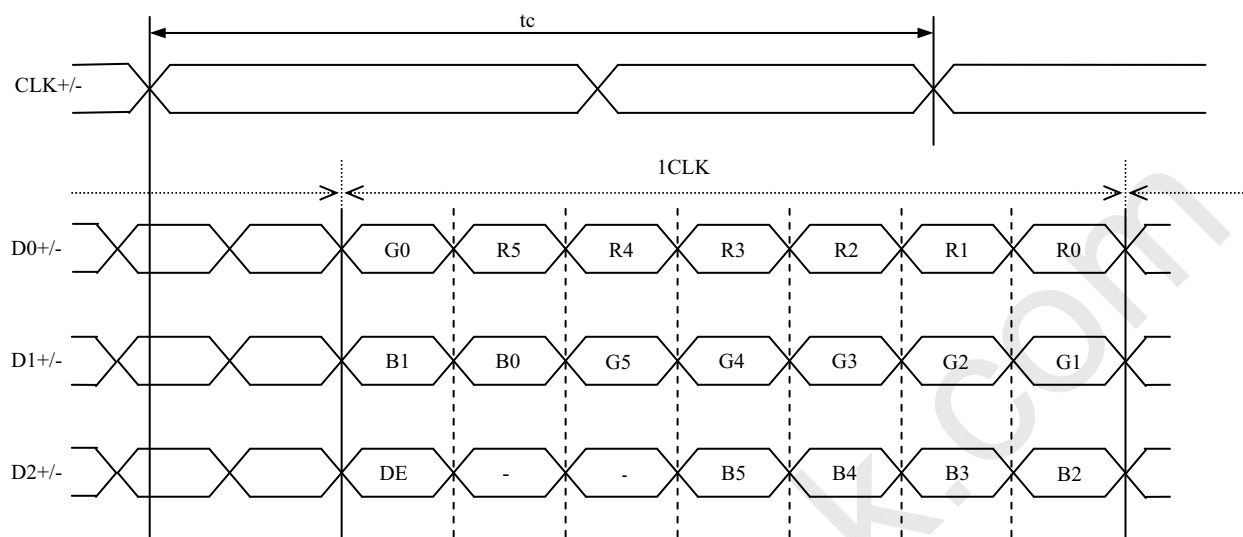 tc
CLK+/-
1CLK
D0+/- G0 R5 R4 R3 R2 R1 R0
D1+/- B1 B0 G5 G4 G3 G2 G1
D2+/- DE - - B5 B4 B3 B2
k.com